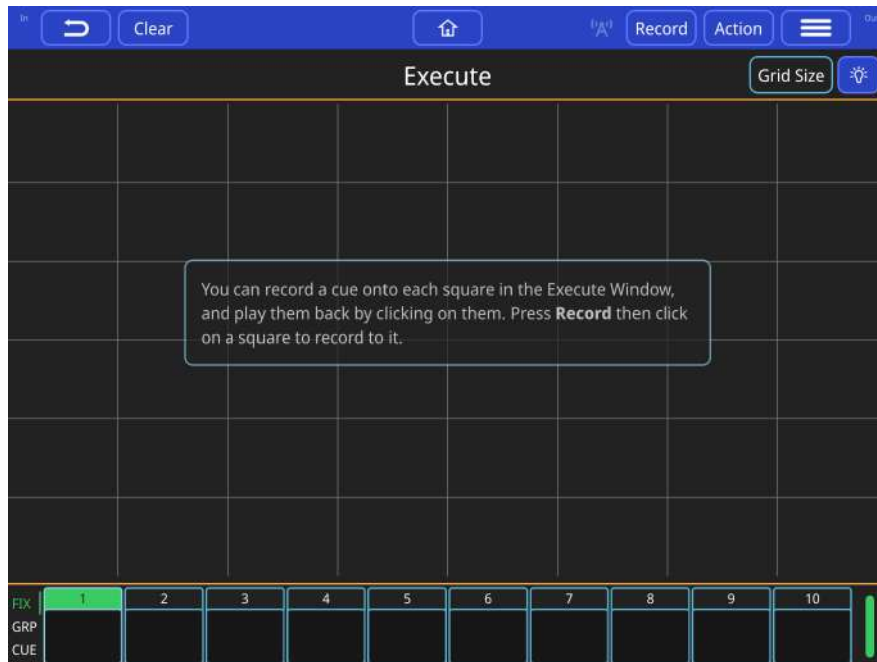 In
Clear
Record
Action
Out
Execute
Grid Size
You can record a cue onto each square in the Execute Window,
and play them back by clicking on them. Press Record then click
on a square to record to it.
FIX 1 2 3 4 5 6 7 8 9 10
GRP
CUE